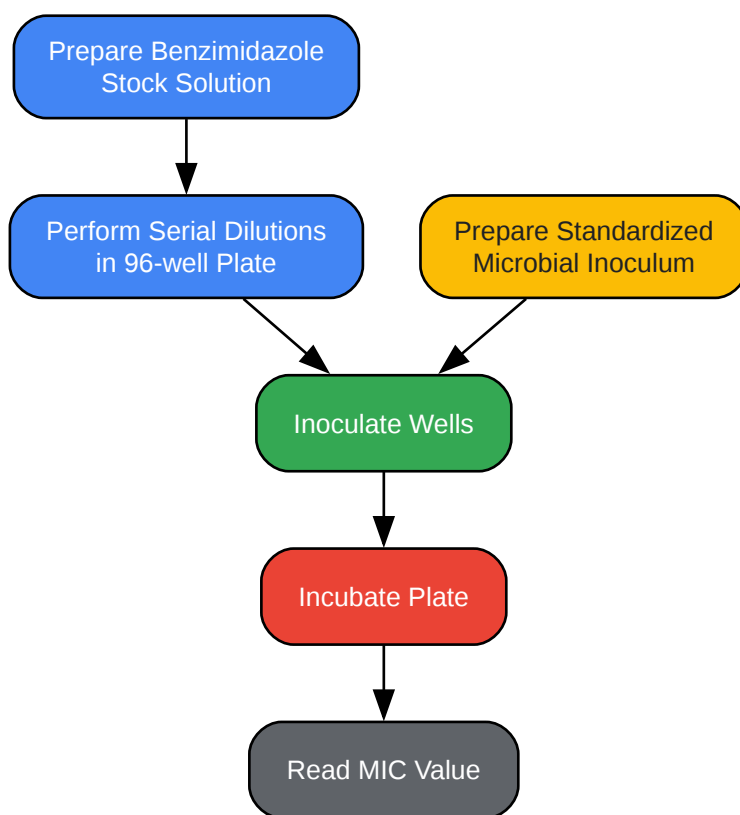 Prepare Benzimidazole
Stock Solution
Perform Serial Dilutions
in 96-well Plate
Prepare Standardized
Microbial Inoculum
Inoculate Wells
Incubate Plate
Read MIC Value